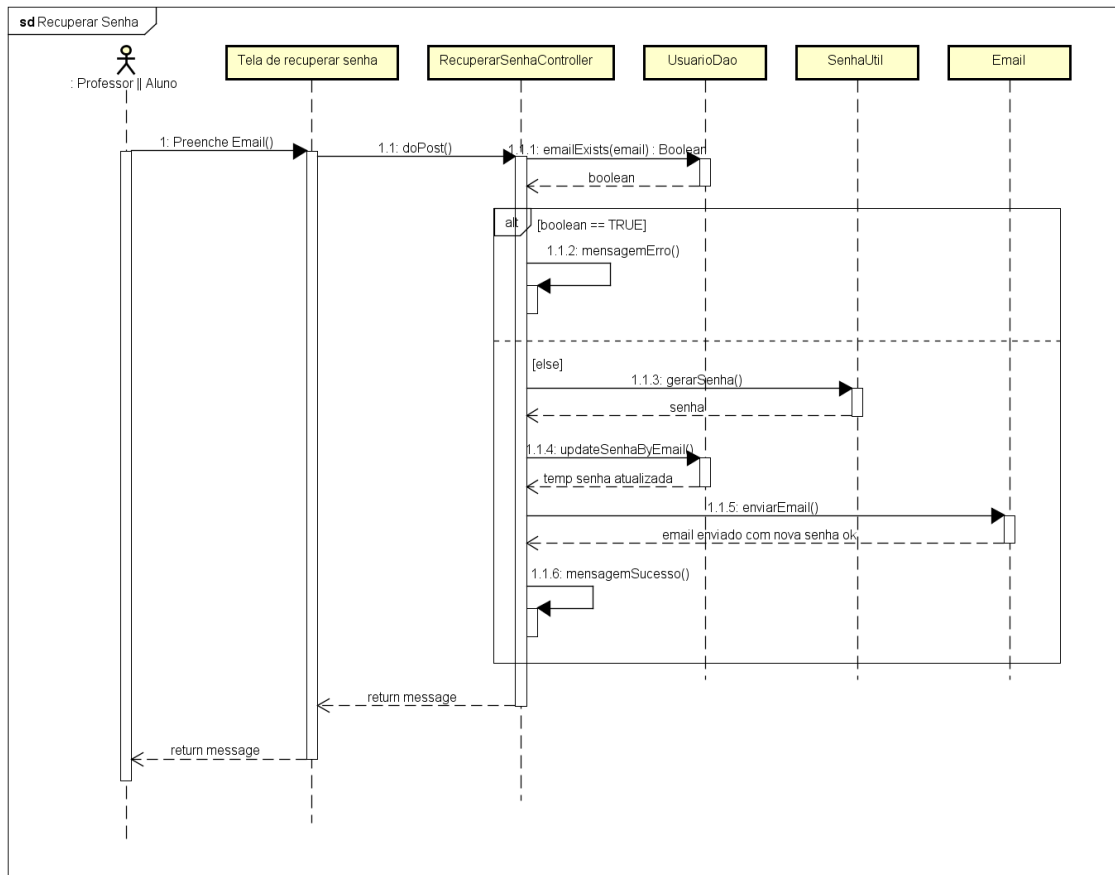 sd Recuperar Senha
: Professor || Aluno
Tela de recuperar senha
RecuperarSenhaController
UsuarioDao
SenhaUtil
Email
1: Preenche Email()
1.1: doPost()
1.1.1: emailExists(email) : Boolean
boolean
alt
[boolean == TRUE]
1.1.2: mensagemErro()
[else]
1.1.3: gerarSenha()
senha
1.1.4: updateSenhaByEmail()
temp senha atualizada
1.1.5: enviarEmail()
email enviado com nova senha ok
1.1.6: mensagemSucesso()
return message
return message